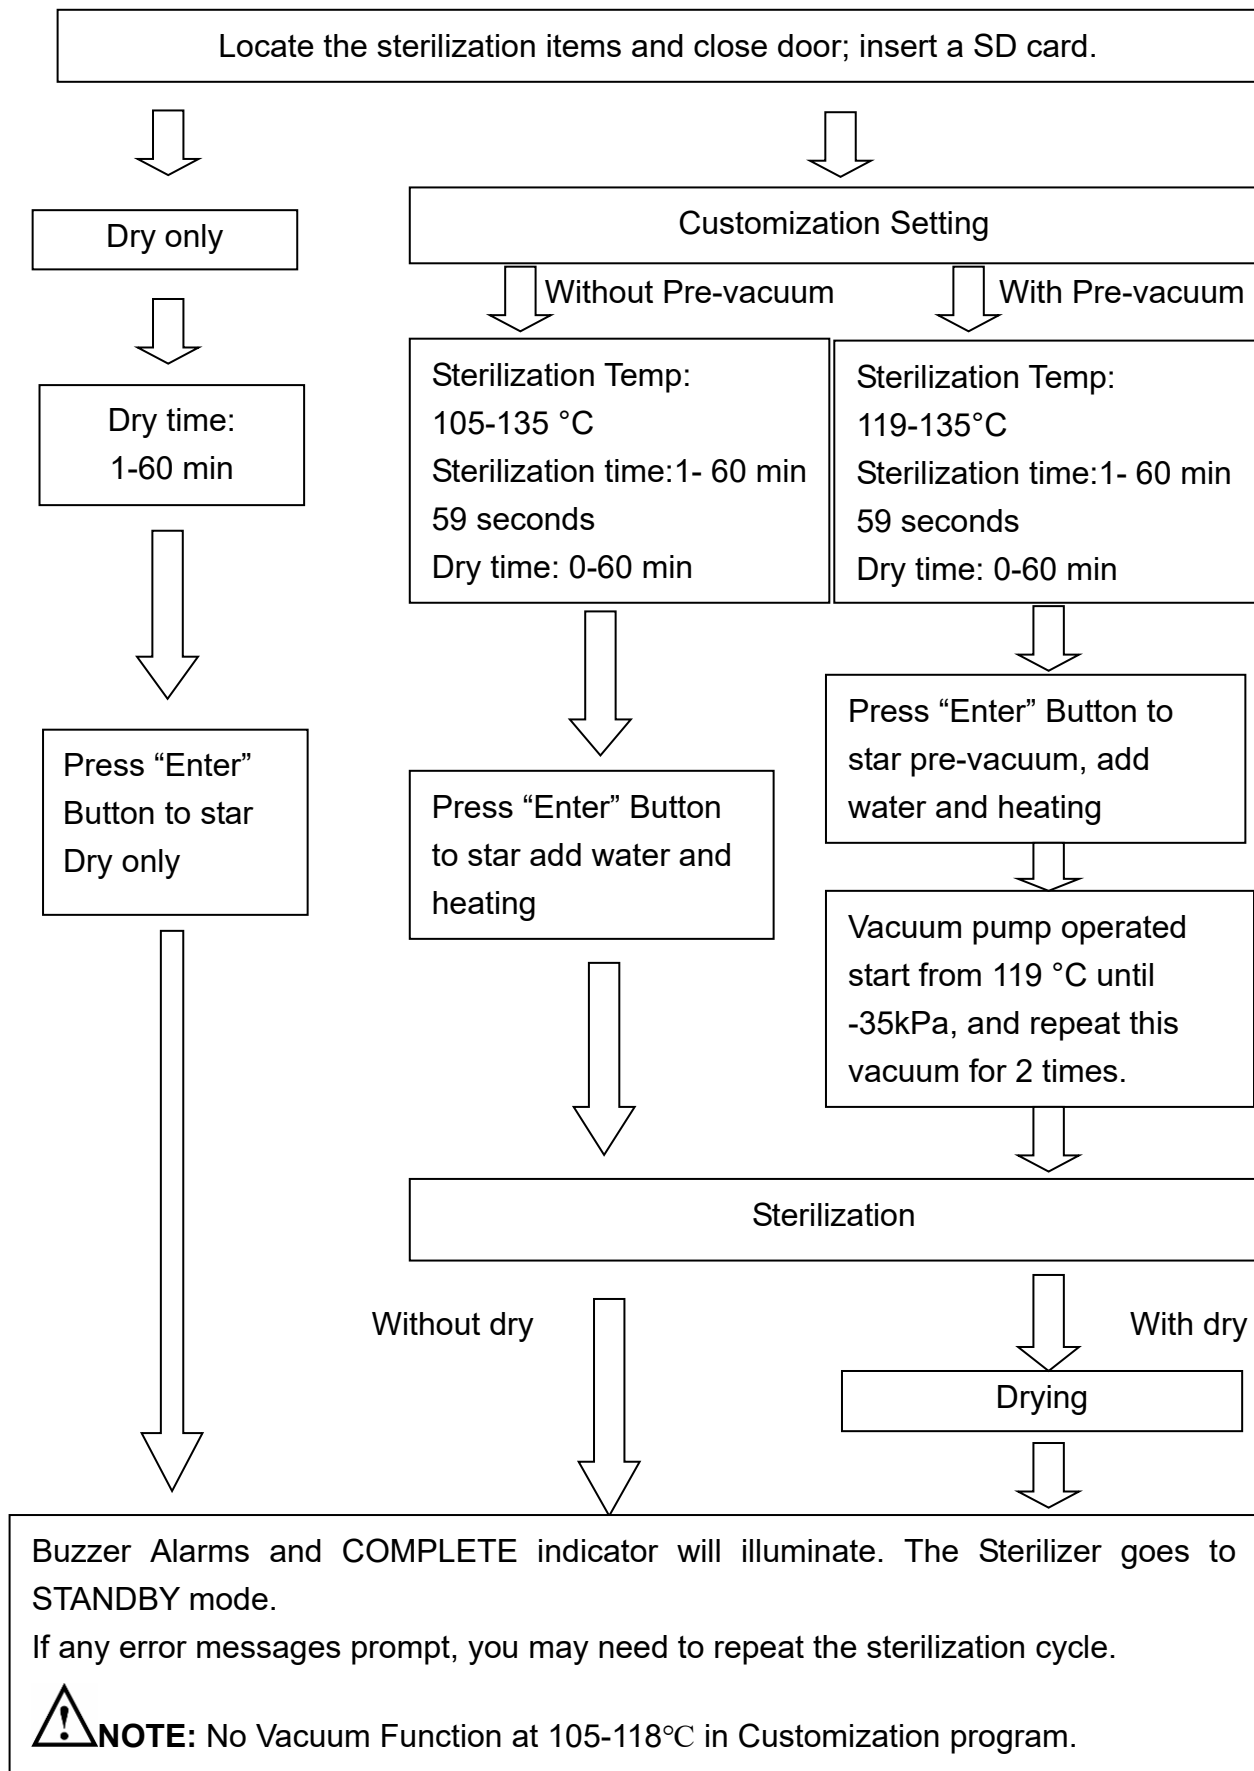 Locate the sterilization items and close door; insert a SD card.
Dry only
Customization Setting
Without Pre-vacuum
With Pre-vacuum
Dry time:
1-60 min
Sterilization Temp:
105-135 °C
Sterilization time:1- 60 min
59 seconds
Dry time: 0-60 min
Sterilization Temp:
119-135°C
Sterilization time:1- 60 min
59 seconds
Dry time: 0-60 min
Press “Enter”
Button to star
Dry only
Press “Enter” Button
to star add water and
heating
Press “Enter” Button to
star pre-vacuum, add
water and heating
Vacuum pump operated
start from 119 °C until
-35kPa, and repeat this
vacuum for 2 times.
Sterilization
Without dry
With dry
Drying
Buzzer Alarms and COMPLETE indicator will illuminate. The Sterilizer goes to
STANDBY mode.
If any error messages prompt, you may need to repeat the sterilization cycle.
NOTE: No Vacuum Function at 105-118℃ in Customization program.